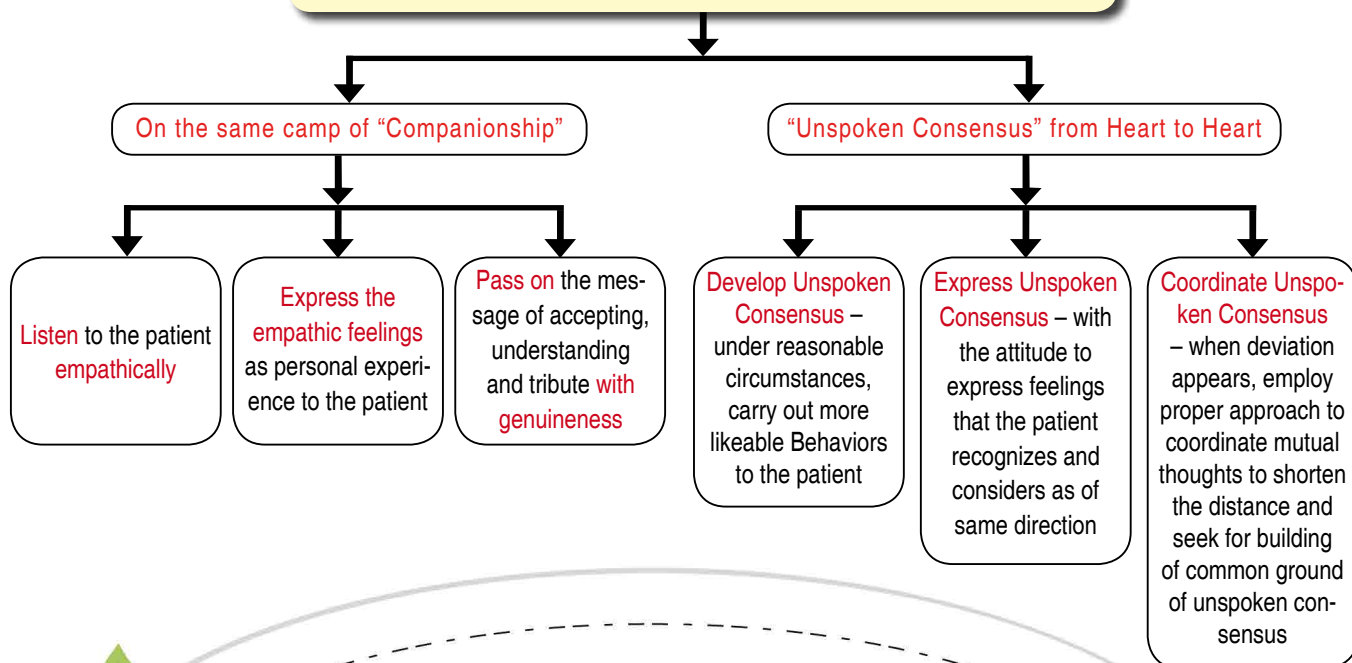 On the same camp of “Companionship”
“Unspoken Consensus” from Heart to Heart
Listen to the patient
empathically
Express the
empathic feelings
as personal experi-
ence to the patient
Pass on the mes-
sage of accepting,
understanding
and tribute with
genuineness
Develop Unspoken
Consensus –
under reasonable
circumstances,
carry out more
likeable Behaviors
to the patient
Express Unspoken
Consensus – with
the attitude to
express feelings
that the patient
recognizes and
considers as of
same direction
Coordinate Unspo-
ken Consensus
– when deviation
appears, employ
proper approach to
coordinate mutual
thoughts to shorten
the distance and
seek for building
of common ground
of unspoken con-
sensus